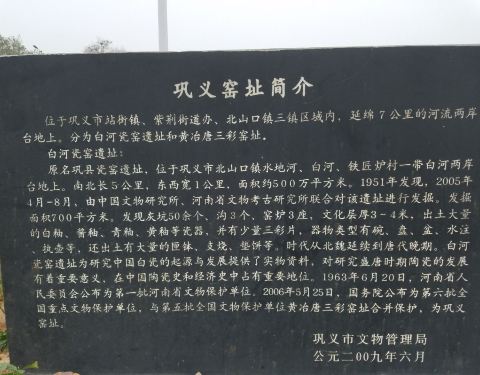 巩义窑址简介
位于巩义市站街镇、紫荆街道办、北山口镇三镇区域内，延绵7公里的河流两岸
台地上。分为白河瓷窑遗址和黄冶唐三彩窑址。
白河瓷窑遗址：
原名巩县瓷窑遗址，位于巩义市北山口镇水地河、白河、铁匠炉村一带白河两岸
台地上。南北长5公里，东西宽1公里，面积约500万平方米。1951年发现，2005年
4月-8月，由中国文物研究所、河南省文物考古研究所联合对该遗址进行发掘。发掘
面积700平方米。发现灰坑50余个、沟3个、窑炉3座，文化层厚3～4米，出土大量
的白釉、酱釉、青釉、黄釉等瓷器、并有少量三彩片，器物类型有碗、盘、盆、水注
、执壶等，还出土有大量的匣钵、支烧、垫饼等。时代从北魏延续到唐代晚期。白河
瓷窑遗址为研究中国白瓷的起源与发展提供了实物资料，对研究盛唐时期陶瓷的发展
有着重要意义、在中国陶瓷史和经济史中占有重要地位。1963年6月20日，河南省人
民委员会公布为第一批河南省文物保护单位，2006年5月25日，国务院公布为第六批全
国重点文物保护单位，与第五批全国文物保护单位黄冶唐三彩窑址合并保护，为巩义
窑址。
巩义市文物管理局
公元二00九年六月